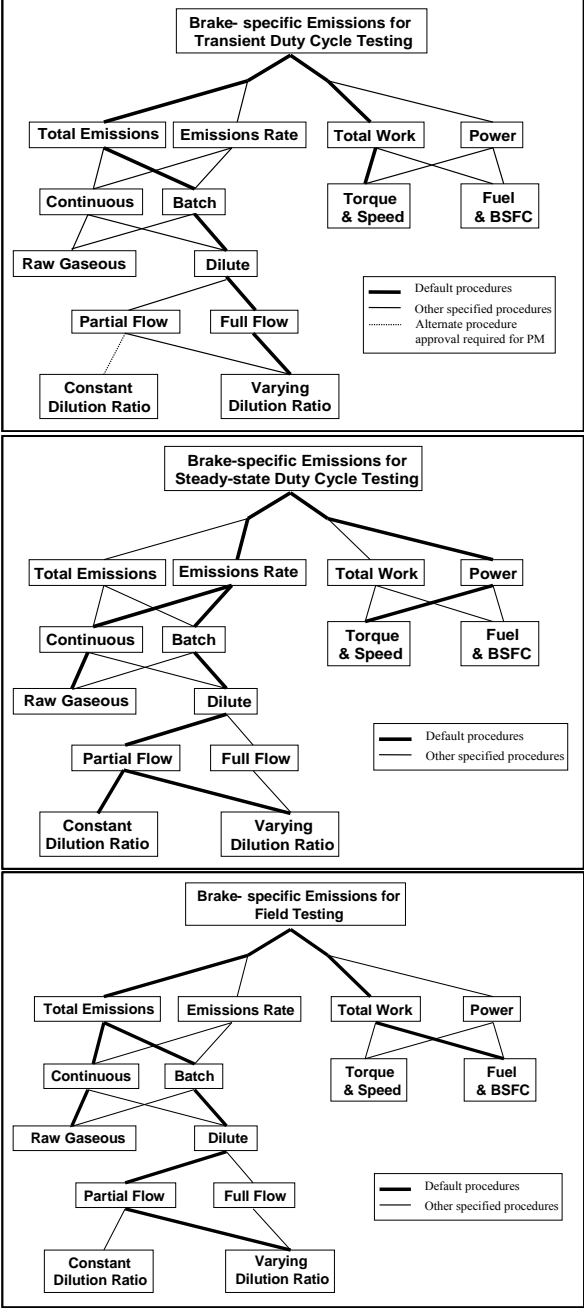 Brake- specific Emissions for
Transient Duty Cycle Testing
Total Emissions
Emissions Rate
Total Work
Power
Continuous
Batch
Torque
& Speed
Fuel
& BSFC
Raw Gaseous
Dilute
Default procedures
Other specified procedures
Alternate procedure
approval required for PM
Partial Flow
Full Flow
Constant
Dilution Ratio
Varying
Dilution Ratio
Brake-specific Emissions for
Steady-state Duty Cycle Testing
Total Emissions
Emissions Rate
Total Work
Power
Continuous
Batch
Torque
& Speed
Fuel
& BSFC
Raw Gaseous
Dilute
Default procedures
Other specified procedures
Partial Flow
Full Flow
Constant
Dilution Ratio
Varying
Dilution Ratio
Brake- specific Emissions for
Field Testing
Total Emissions
Emissions Rate
Total Work
Power
Continuous
Batch
Torque
& Speed
Fuel
& BSFC
Raw Gaseous
Dilute
Default procedures
Other specified procedures
Partial Flow
Full Flow
Constant
Dilution Ratio
Varying
Dilution Ratio